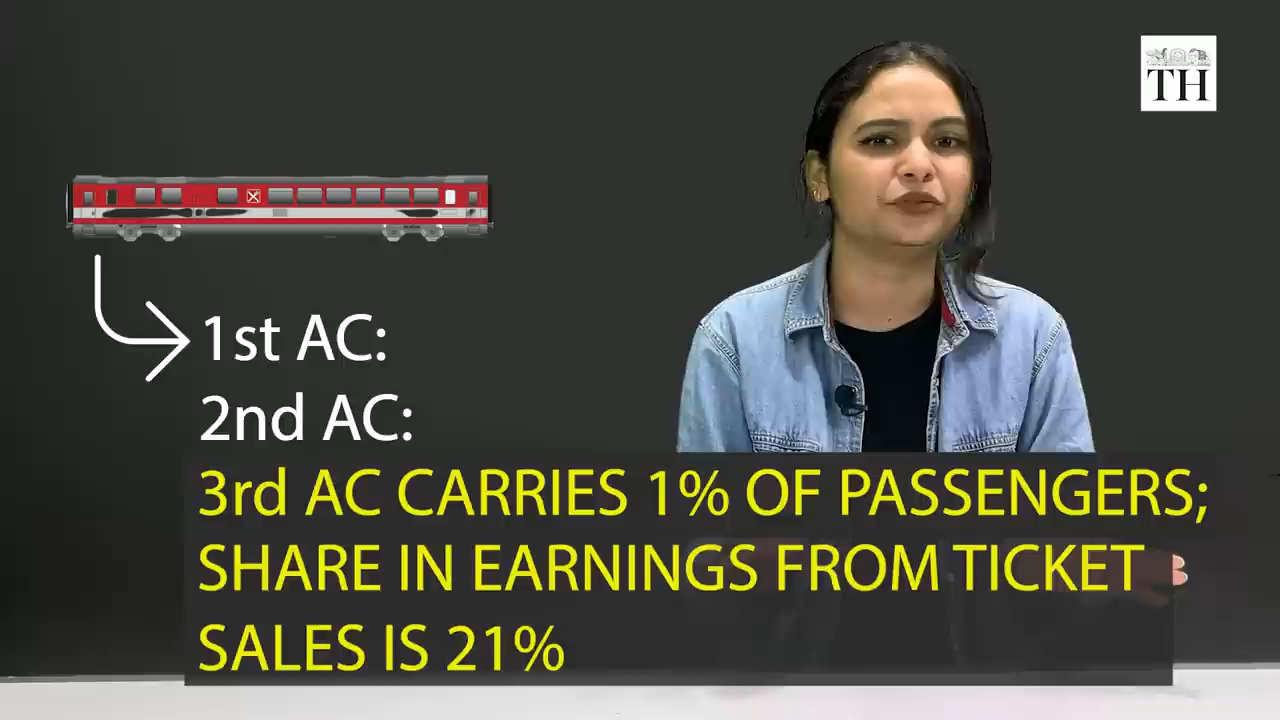 TH
1st AC:
2nd AC:
3rd AC CARRIES 1% OF PASSENGERS;
SHARE IN EARNINGS FROM TICKET
SALES IS 21%